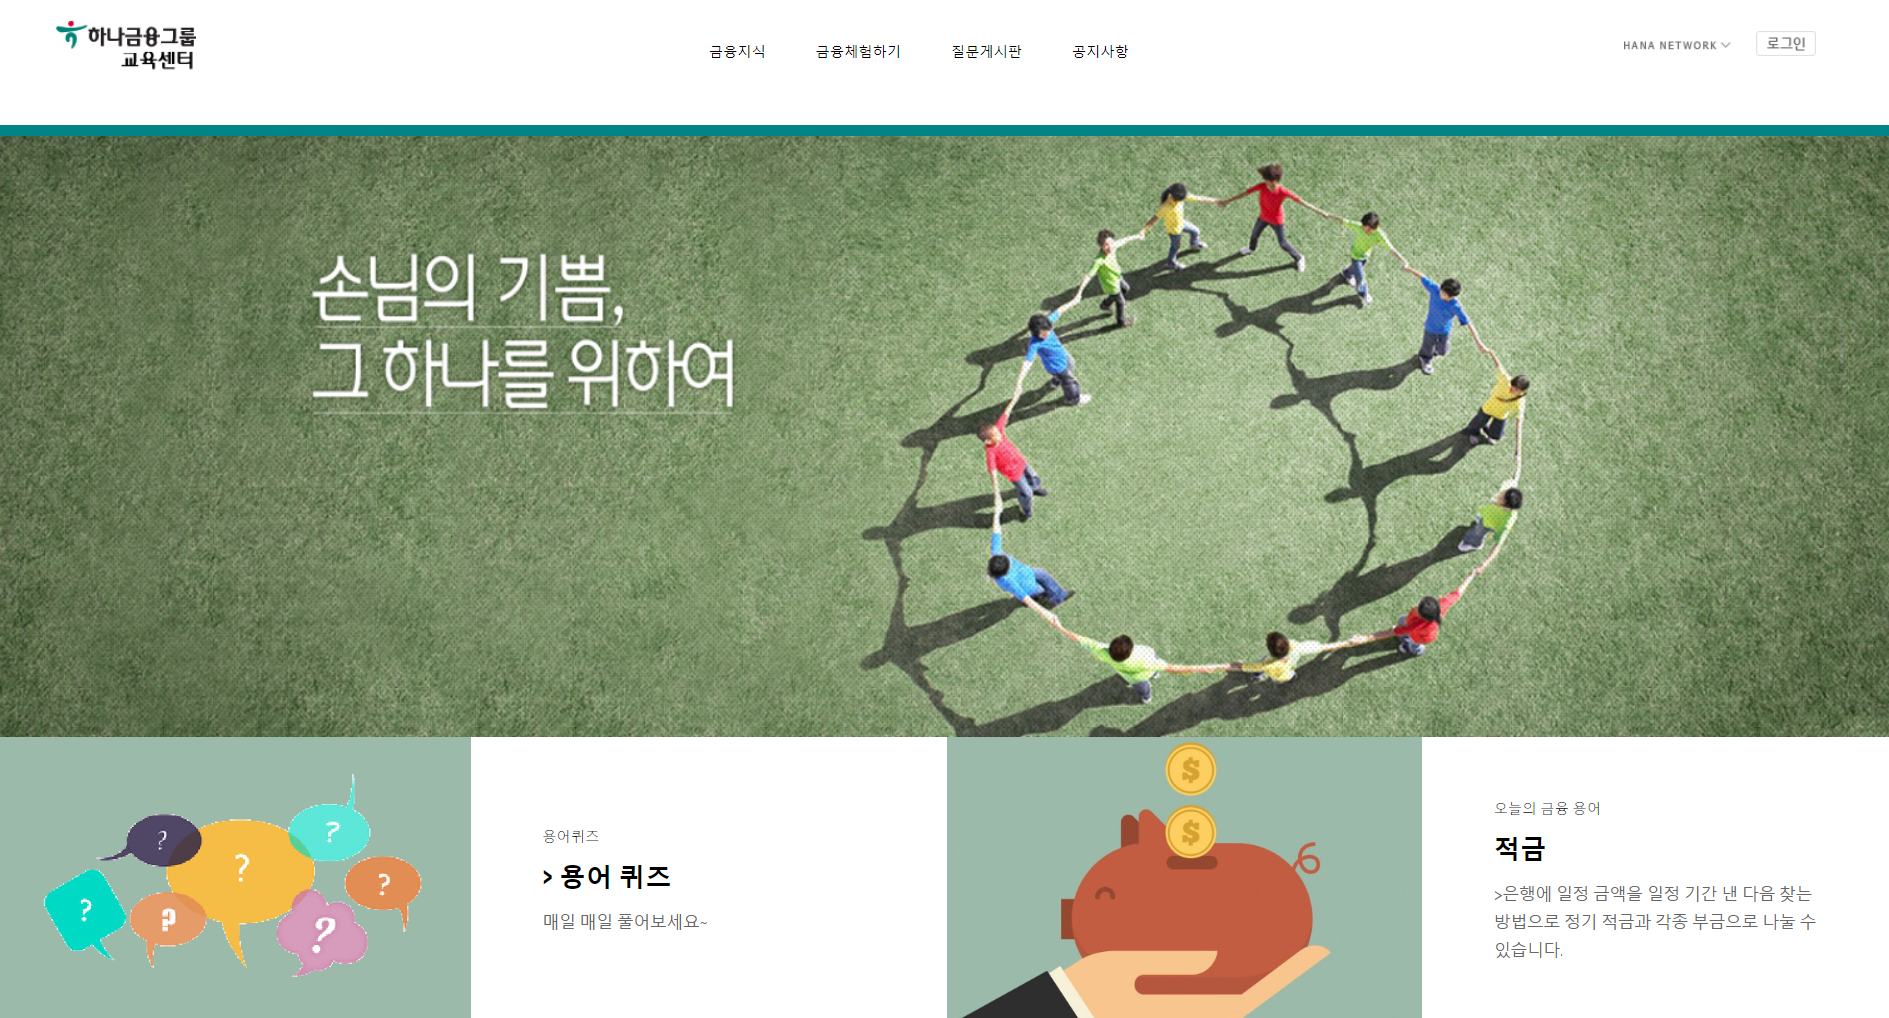 하나금융그룹
교육센터
금융지식 금융체험하기 질문게시판 공지사항
HANA NETWORK
로그인
손님의 기쁨,
그 하나를 위하여
? ? ? ? ? ? ?
$
$
용어퀴즈
> 용어 퀴즈
매일 매일 풀어보세요~
오늘의 금융 용어
적금
>은행에 일정 금액을 일정 기간 낸 다음 찾는
방법으로 정기 적금과 각종 부금으로 나눌 수
있습니다.